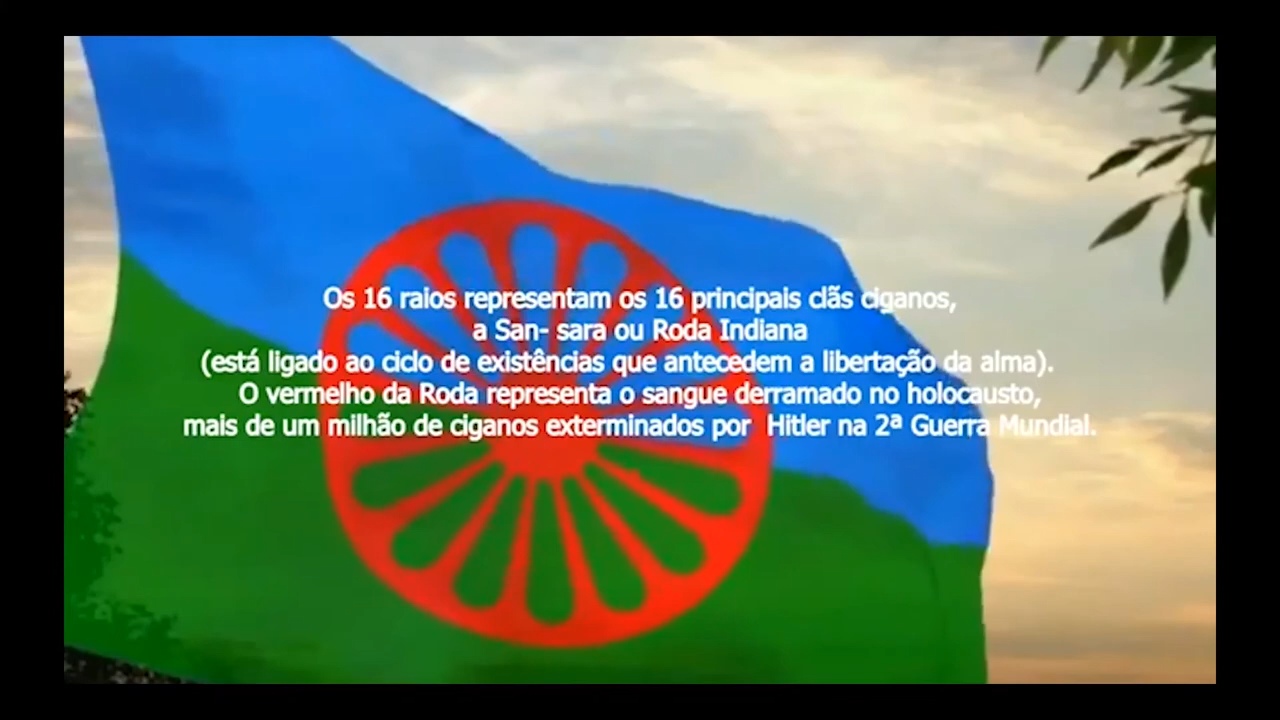 Os 16 raios representam os 16 principais clãs ciganos,
a San- sara ou Roda Indiana
(está ligado ao ciclo de existências que antecedem a libertação da alma).
O vermelho da Roda representa o sangue derramado no holocausto,
mais de um milhão de ciganos exterminados por Hitler na 2ª Guerra Mundial.